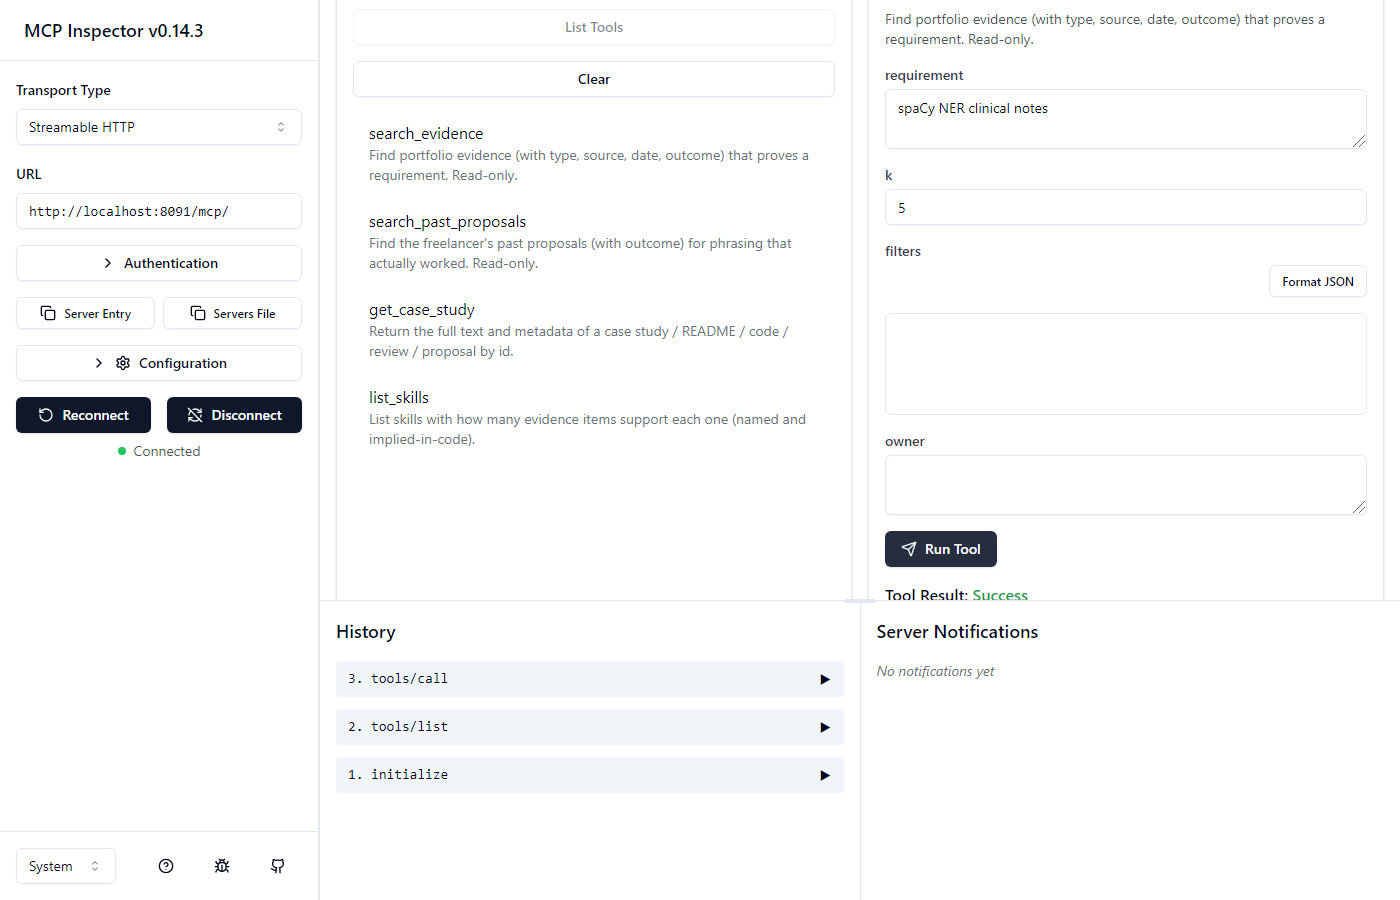 MCP Inspector v0.14.3
Transport Type
Streamable HTTP
URL
http://localhost:8091/mcp/
Authentication
Server Entry
Servers File
Configuration
Reconnect
Disconnect
Connected
System
List Tools
Clear
search_evidence
Find portfolio evidence (with type, source, date, outcome) that proves a
requirement. Read-only.
search_past_proposals
Find the freelancer's past proposals (with outcome) for phrasing that
actually worked. Read-only.
get_case_study
Return the full text and metadata of a case study / README / code /
review / proposal by id.
list_skills
List skills with how many evidence items support each one (named and
implied-in-code).
Find portfolio evidence (with type, source, date, outcome) that proves a
requirement. Read-only.
requirement
spaCy NER clinical notes
k
5
filters
Format JSON
owner
Run Tool
Tool Result: Success
History
3. tools/call
2. tools/list
1. initialize
Server Notifications
No notifications yet